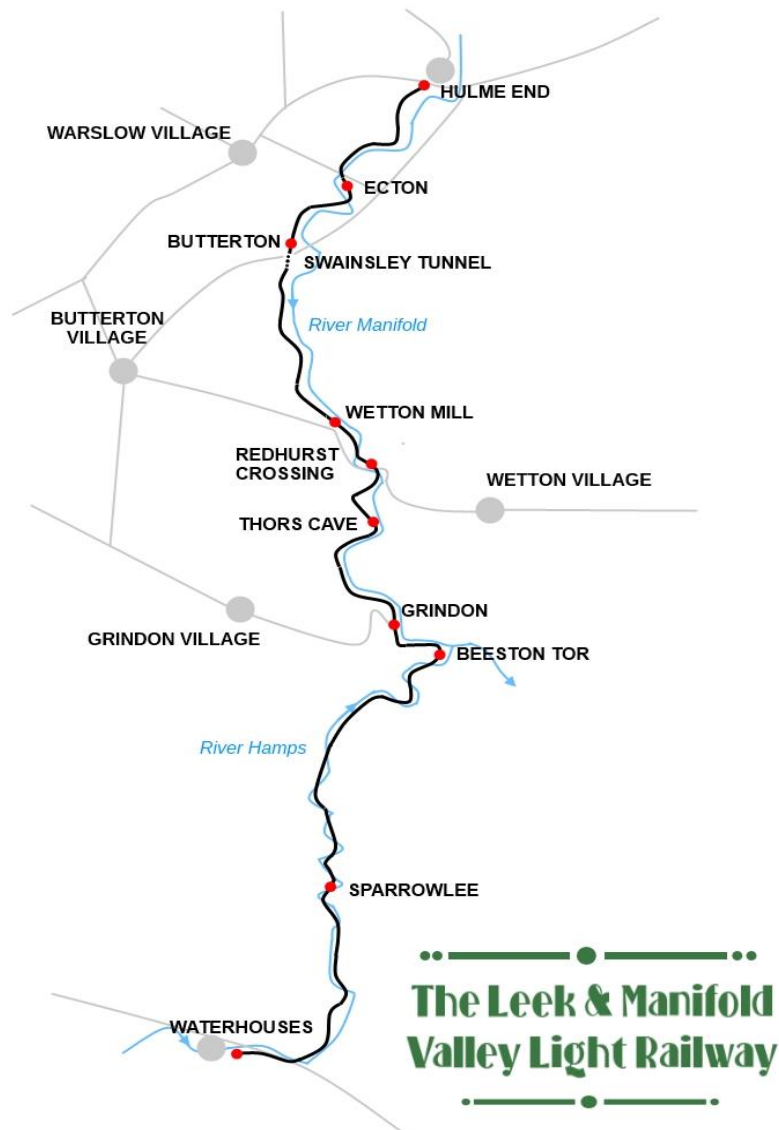 HULME END
WARSLOW VILLAGE
ECTON
BUTTERTON
SWAINSLEY TUNNEL
BUTTERTON
VILLAGE
River Manifold
WETTON MILL
REDHURST
CROSSING
WETTON VILLAGE
THORS CAVE
GRINDON
GRINDON VILLAGE
BEESTON TOR
River Hamps
SPARROWLEE
WATERHOUSES
The Leek & Manifold
Valley Light Railway